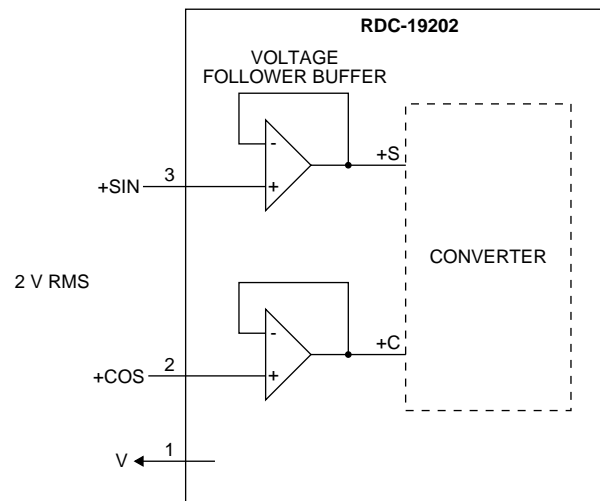 RDC-19202
VOLTAGE
FOLLOWER BUFFER
-
+S
3
+SIN
+
CONVERTER
2 V RMS
-
+C
2
+COS
+
1
V